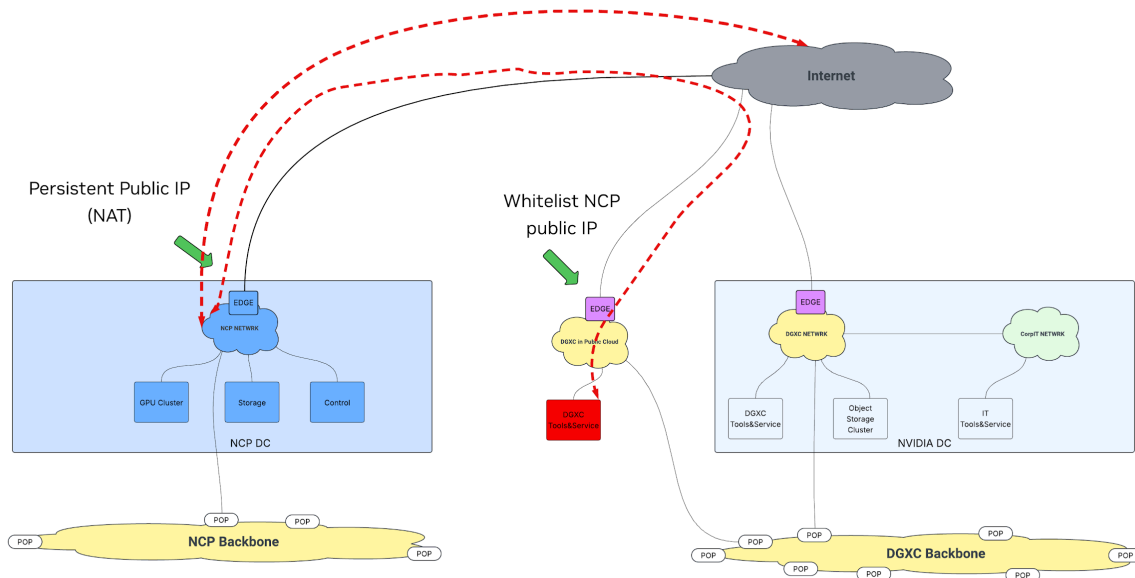 Internet
Persistent Public IP
(NAT)
Whitelist NCP
public IP
EDGE
NCP NETWRK
GPU Cluster
Storage
Control
NCP DC
EDGE
DGXC in Public Cloud
DGXC
Tools&Service
EDGE
DGXC NETWRK
CorpIT NETWRK
DGXC
Tools&Service
Object
Storage
Cluster
IT
Tools&Service
NVIDIA DC
POP
POP
POP
NCP Backbone
POP
POP
POP
POP
POP
DGXC Backbone
POP
POP
POP
POP